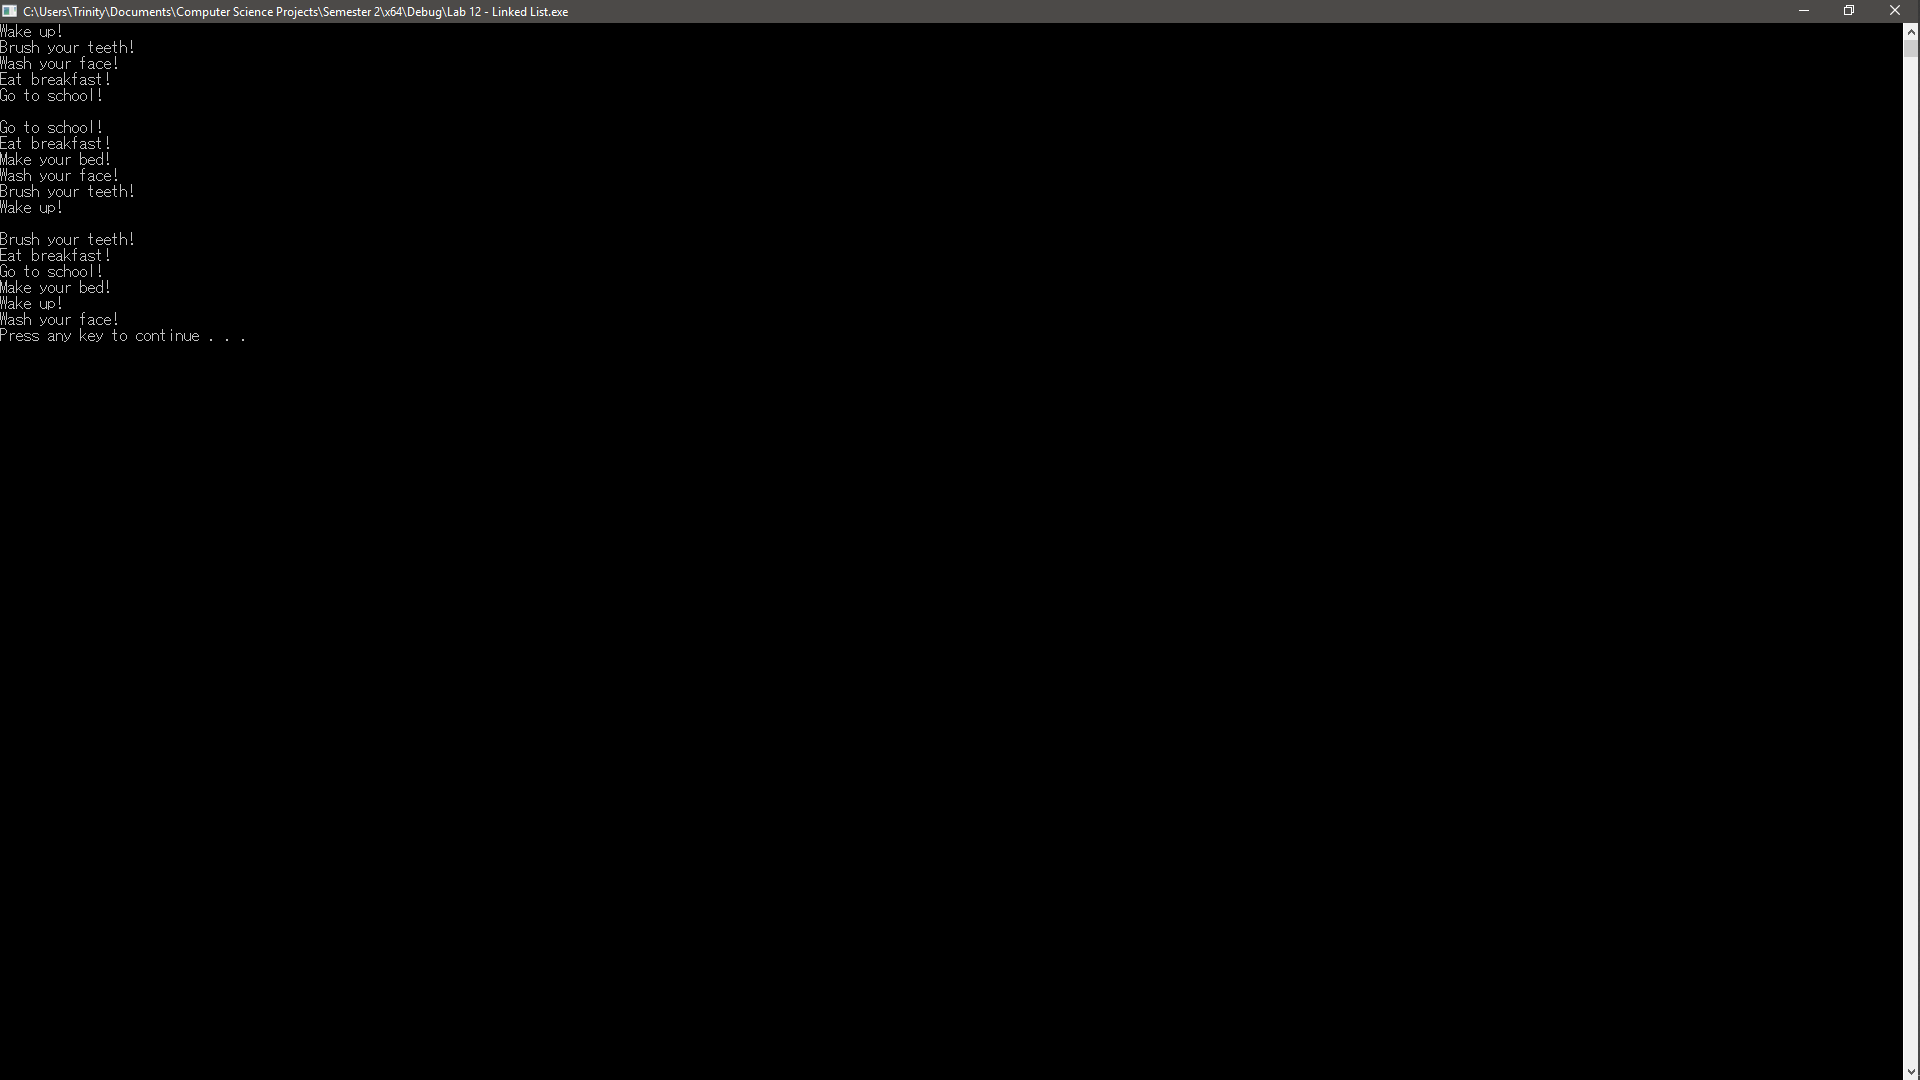 C:\Users\Trinity\Documents\Computer Science Projects\Semester 2\x64\Debug\Lab 12 - Linked List.exe
Wake up!
Brush your teeth!
Wash your face!
Eat breakfast!
Go to school!
Go to school!
Eat breakfast!
Make your bed!
Wash your face!
Brush your teeth!
Wake up!
Brush your teeth!
Eat breakfast!
Go to school!
Make your bed!
Wake up!
Wash your face!
Press any key to continue . . .